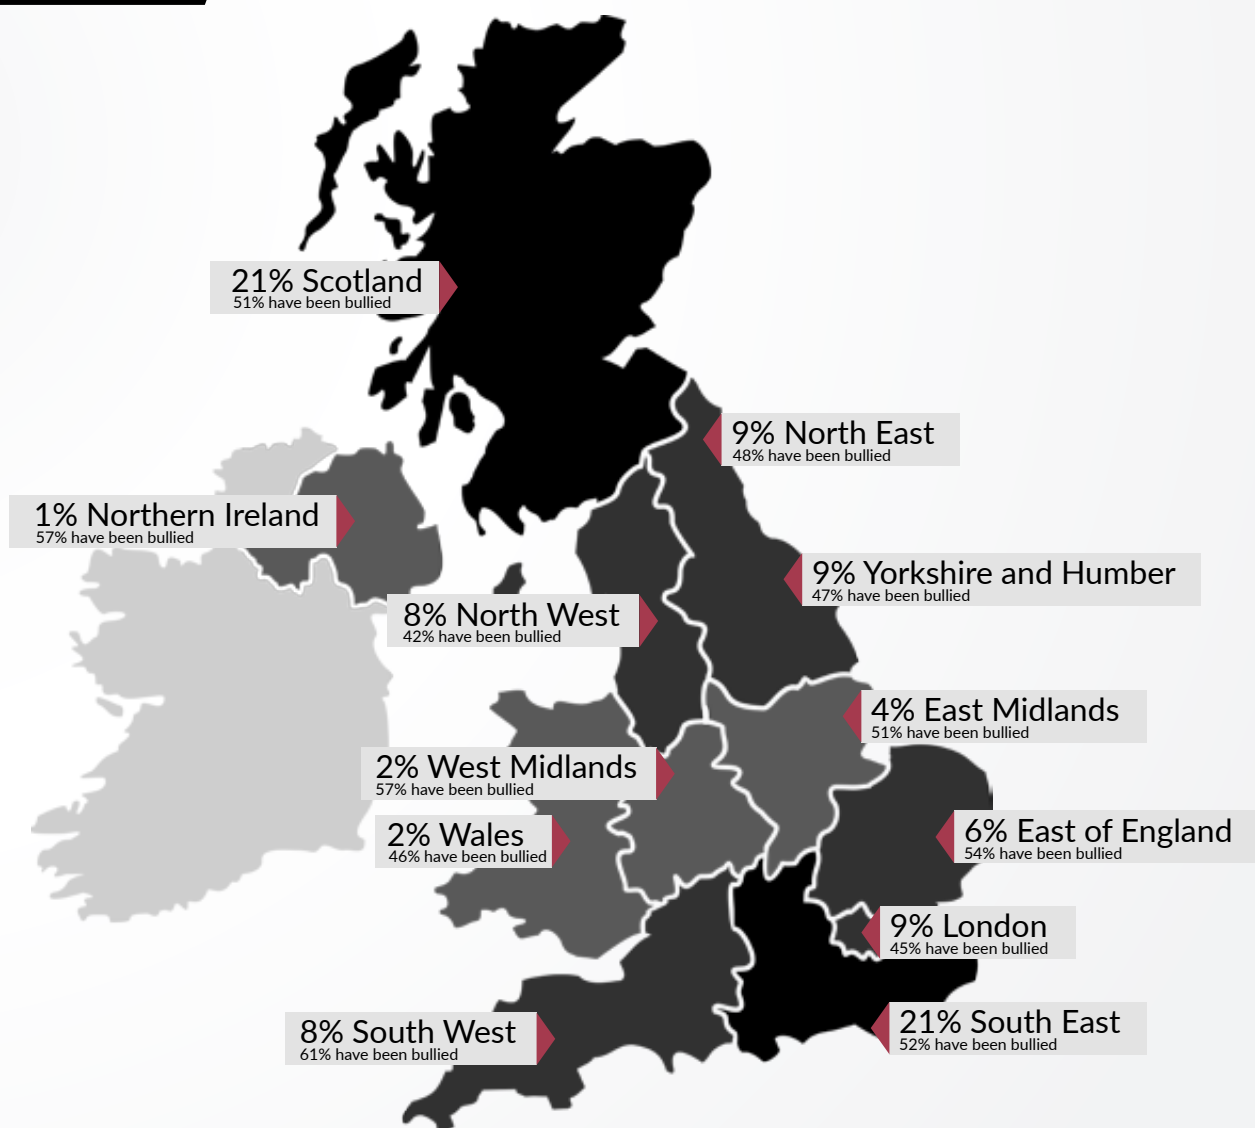 21% Scotland
51% have been bullied
9% North East
48% have been bullied
1% Northern Ireland
57% have been bullied
9% Yorkshire and Humber
47% have been bullied
8% North West
42% have been bullied
4% East Midlands
51% have been bullied
2% West Midlands
57% have been bullied
2% Wales
46% have been bullied
6% East of England
54% have been bullied
9% London
45% have been bullied
8% South West
61% have been bullied
21% South East
52% have been bullied